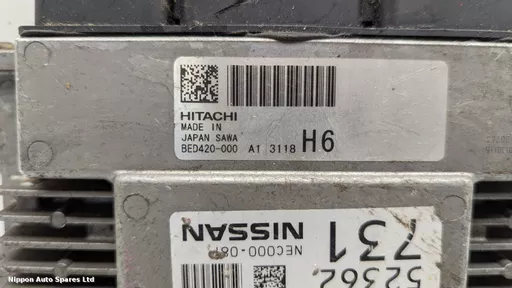 HITACHI
MADE IN
JAPAN SAWA
BED420-000 A1 3118 H6
NISSAN
NEC000-081
731
52362
Nippon Auto Spares Ltd